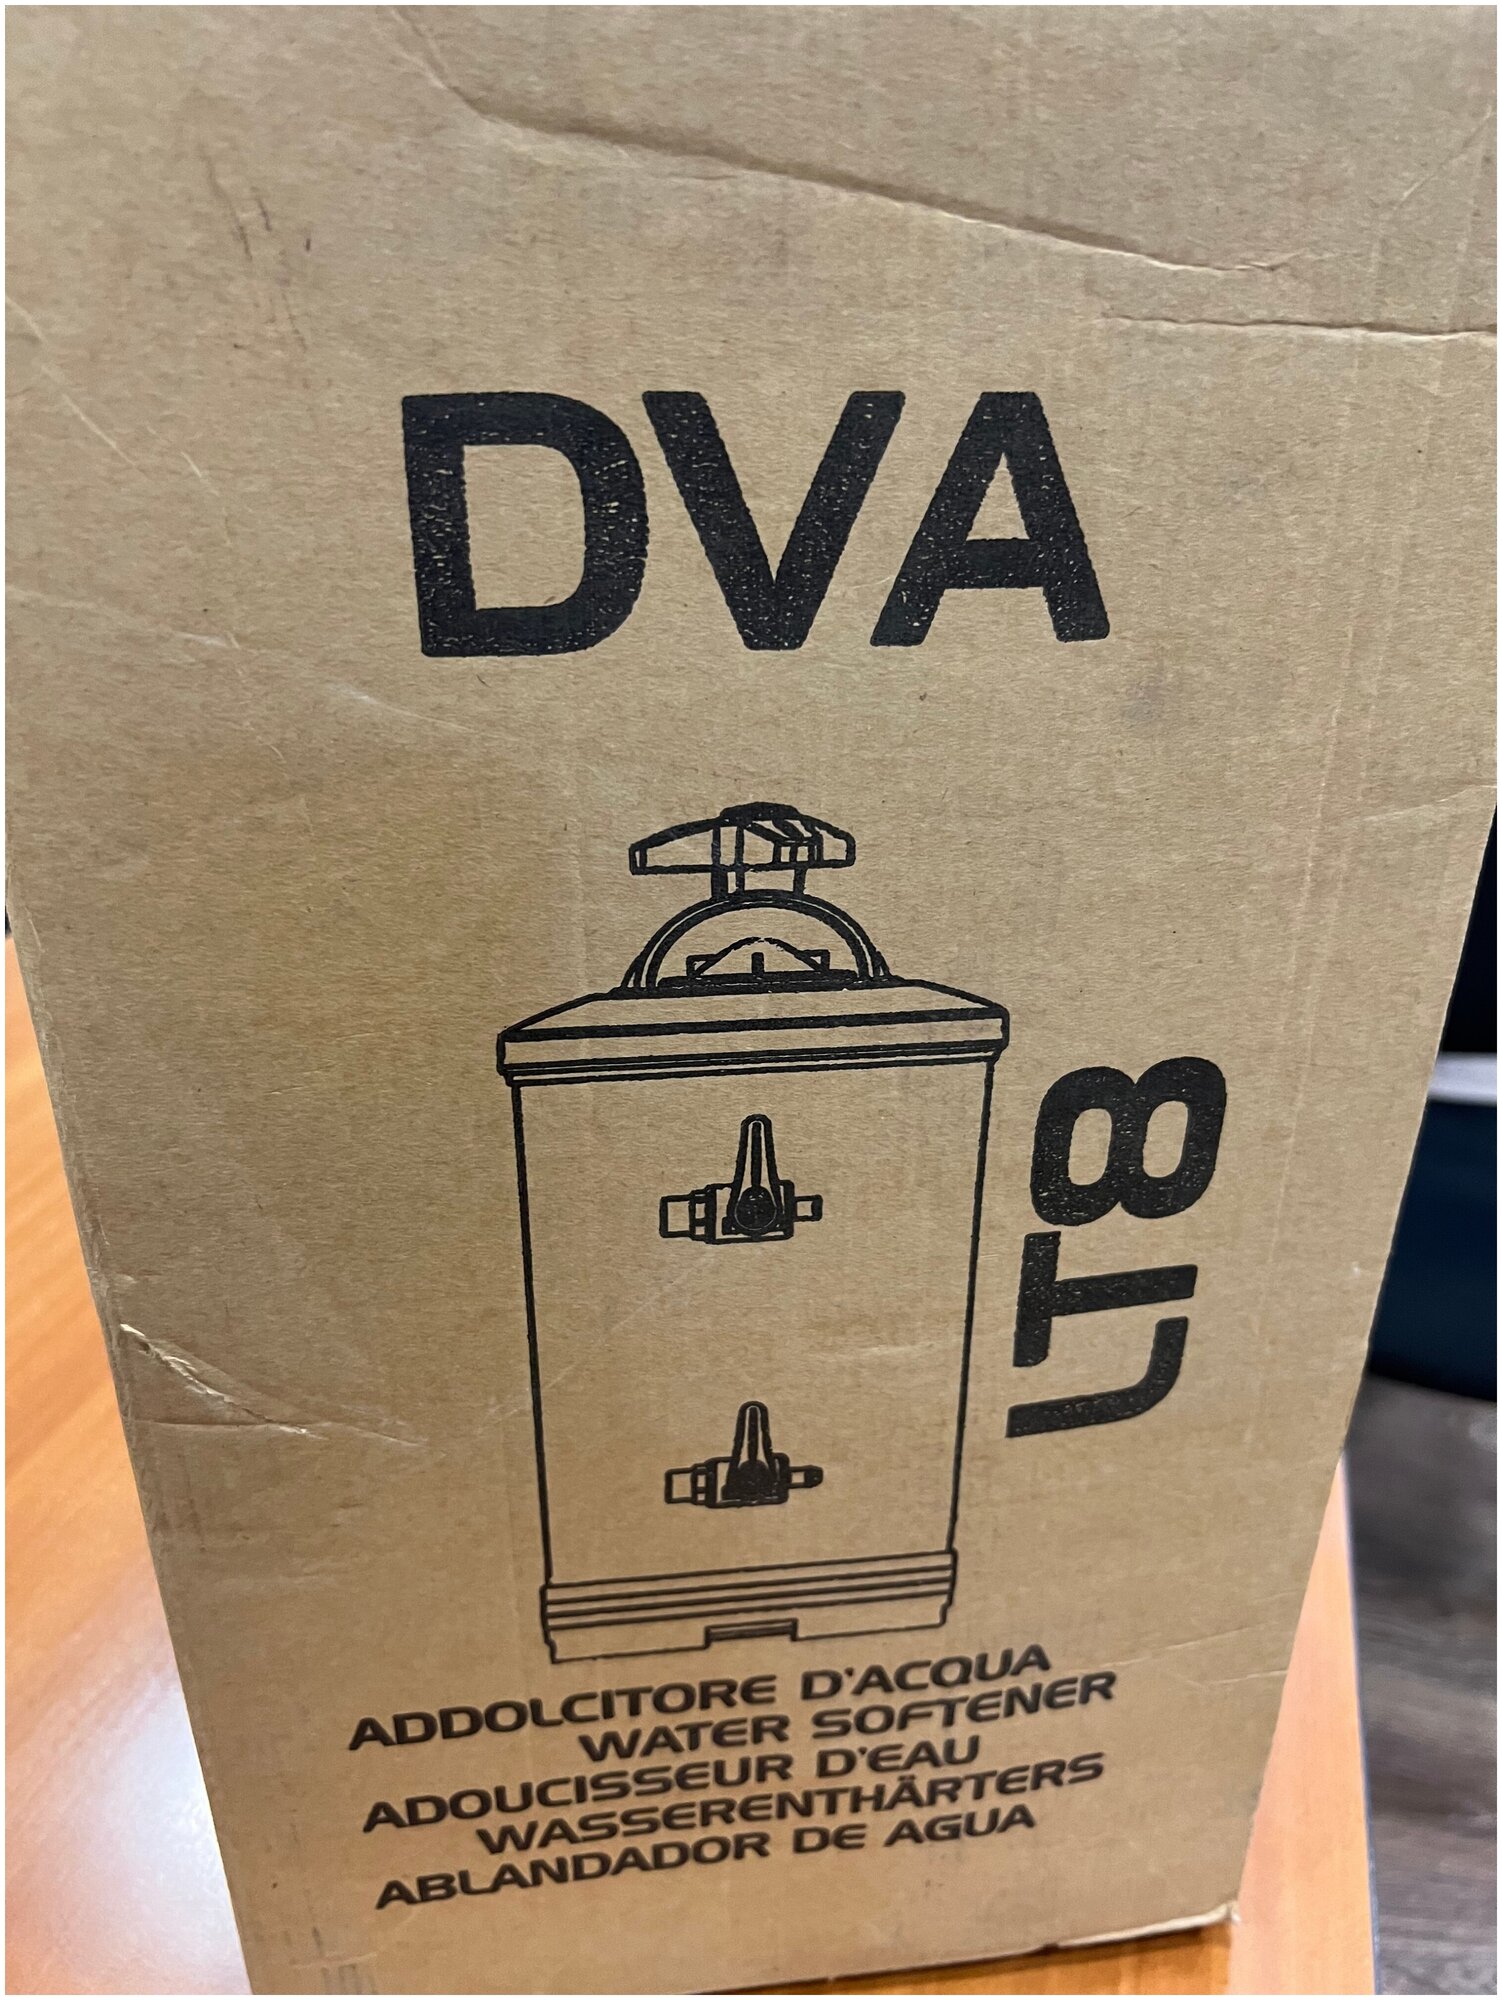 DVA
LT8
ADDOLCITORE D'ACQUA
WATER SOFTENER
ADOUCISSEUR D'EAU
WASSERENTHÄRTERS
ABLANDADOR DE AGUA